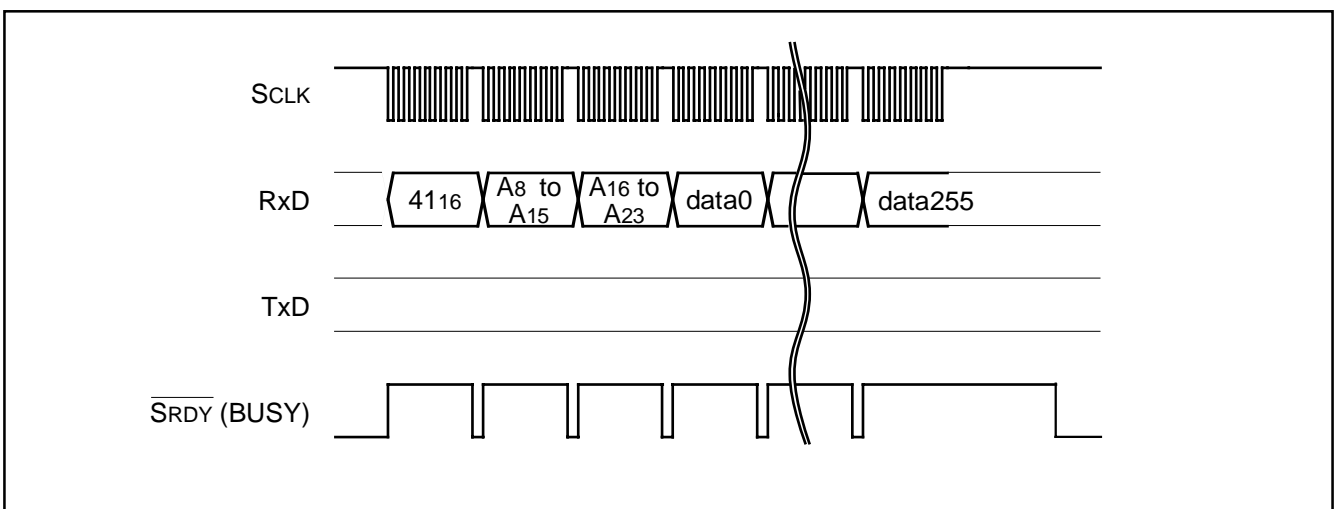 SCLK
RxD
4116
A8 to
A15
A16 to
A23
data0
data255
TxD
SRDY (BUSY)